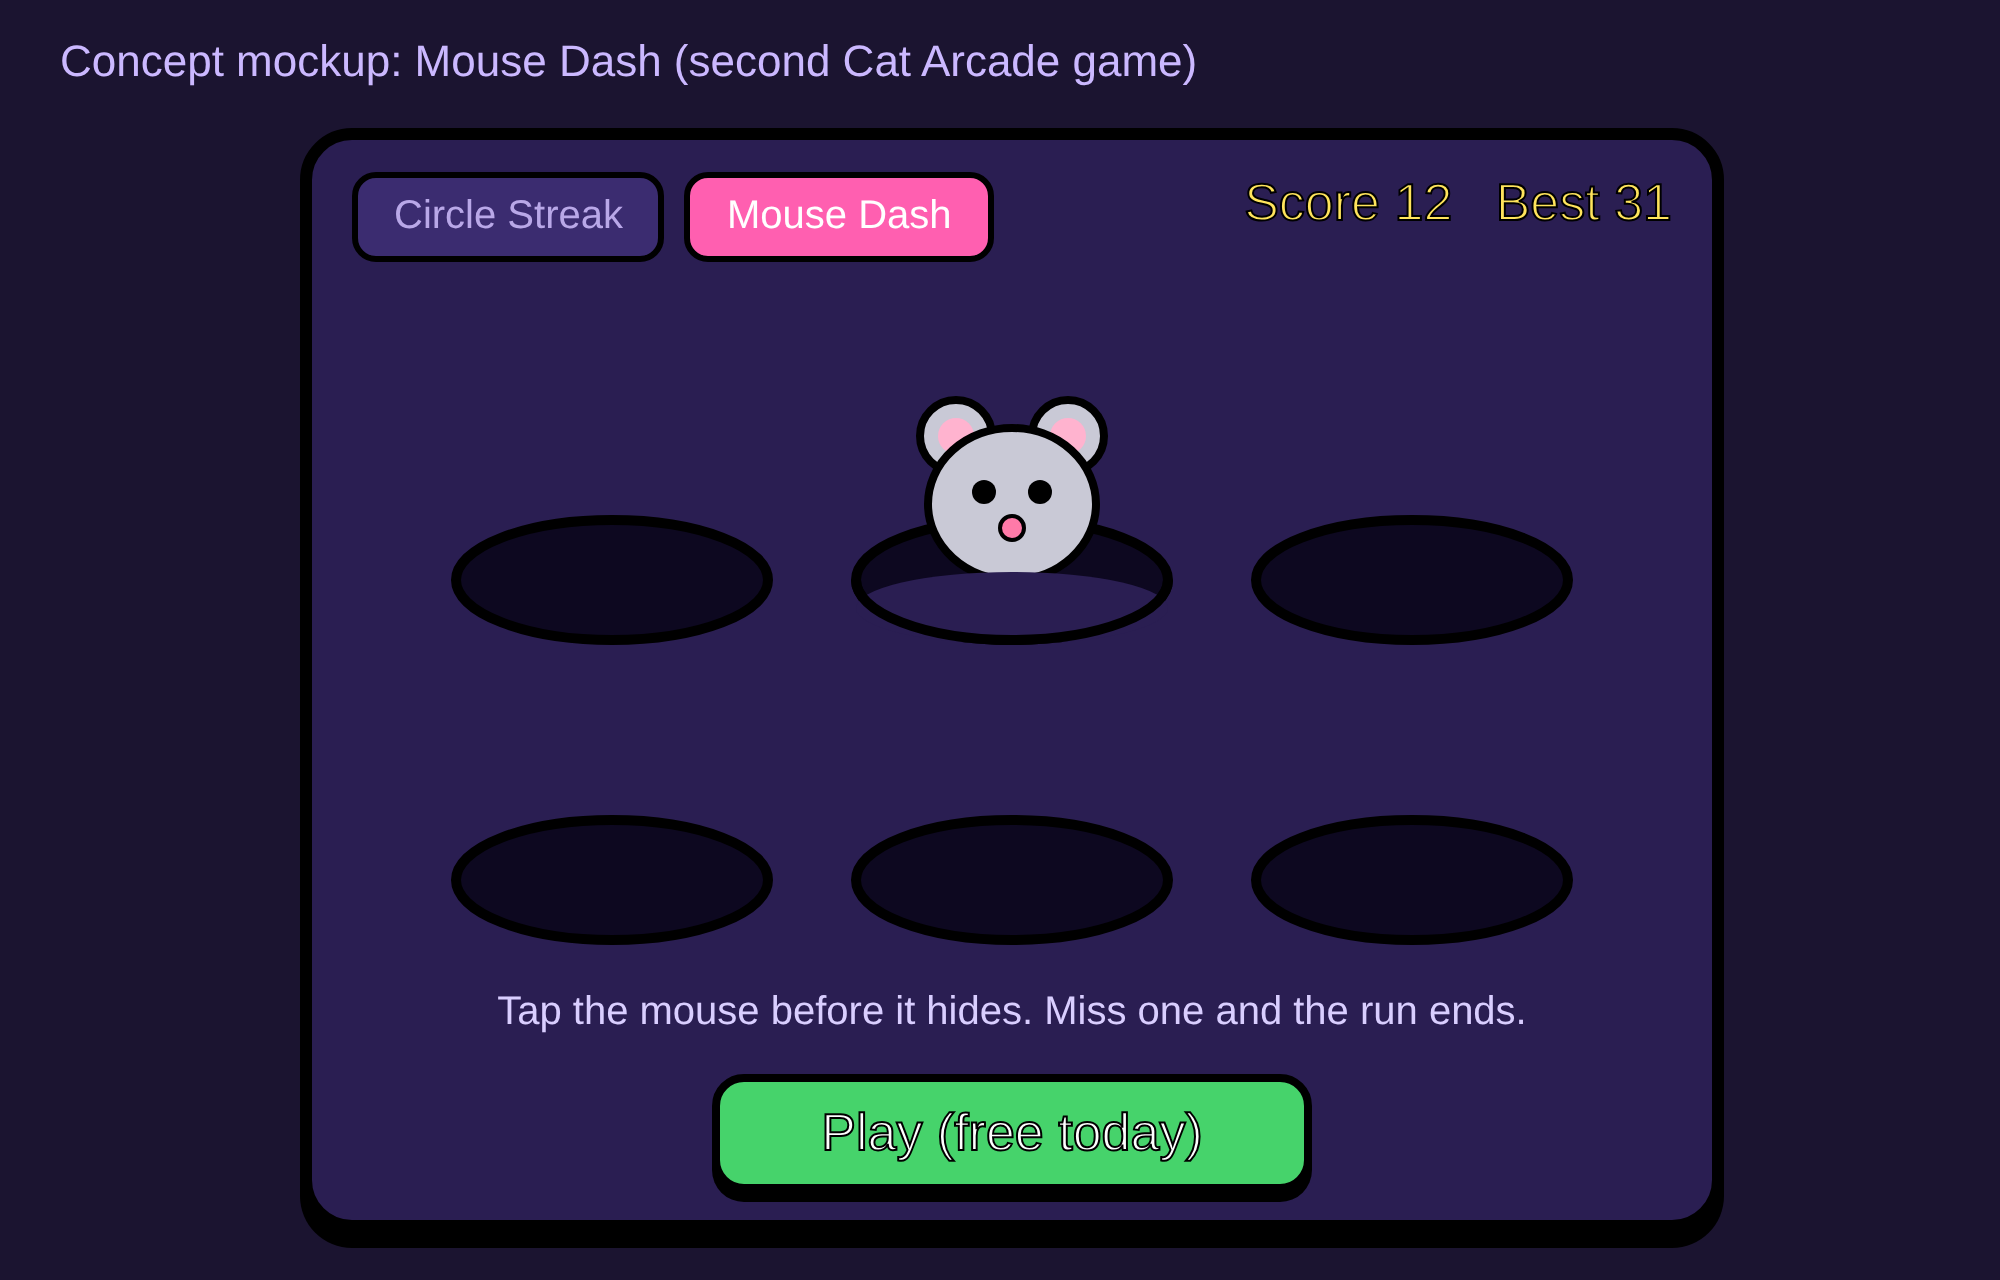 Concept mockup: Mouse Dash (second Cat Arcade game)
Circle Streak
Mouse Dash
Score 12 Best 31
Tap the mouse before it hides. Miss one and the run ends.
Play (free today)